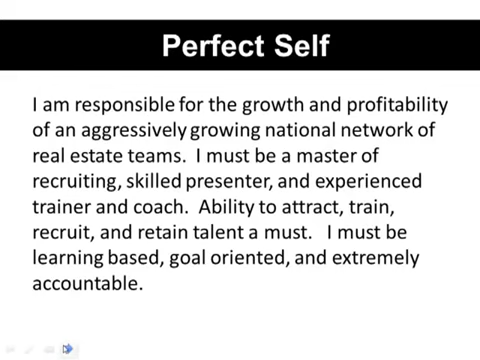 Perfect Self
I am responsible for the growth and profitability
of an aggressively growing national network of
real estate teams.  I must be a master of
recruiting, skilled presenter, and experienced
trainer and coach.  Ability to attract, train,
recruit, and retain talent a must.   I must be
learning based, goal oriented, and extremely
accountable.